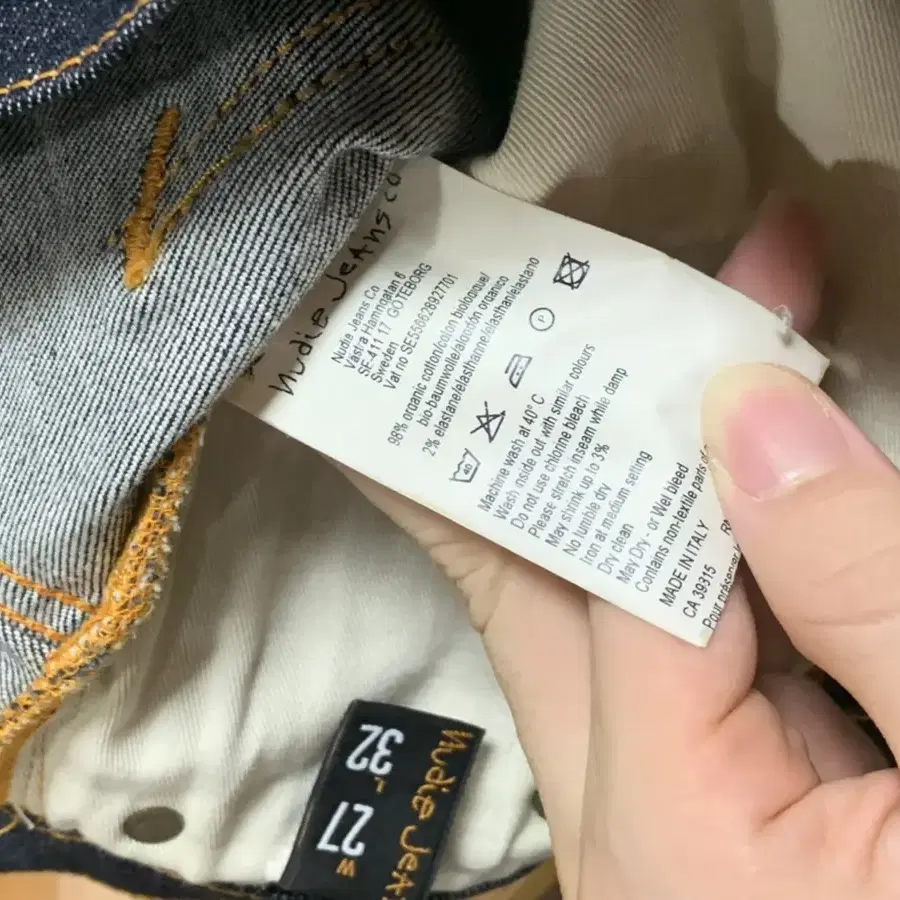 Nudie Jeans co
Nudie Jeans Co
Västra Hamngatan 6
SE-411 17 GÖTEBORG
Sweden
Vat no SE556628927701
98% organic cotton/coton biologique/
bio-baumwolle/algodón organico
2% elastane/elasthanne/elasthan/elastano
40
P
Machine wash at 40° C
Wash inside out with similar colours
Do not use chlorine bleach
Please stretch inseam while damp
May shrink up to 3%
No tumble dry
Iron at medium setting
Dry clean
May Dry - or Wet bleed
Contains non-textile parts
MADE IN ITALY
CA 39315
Pour préserver
Nudie Jeans
W L
27 32